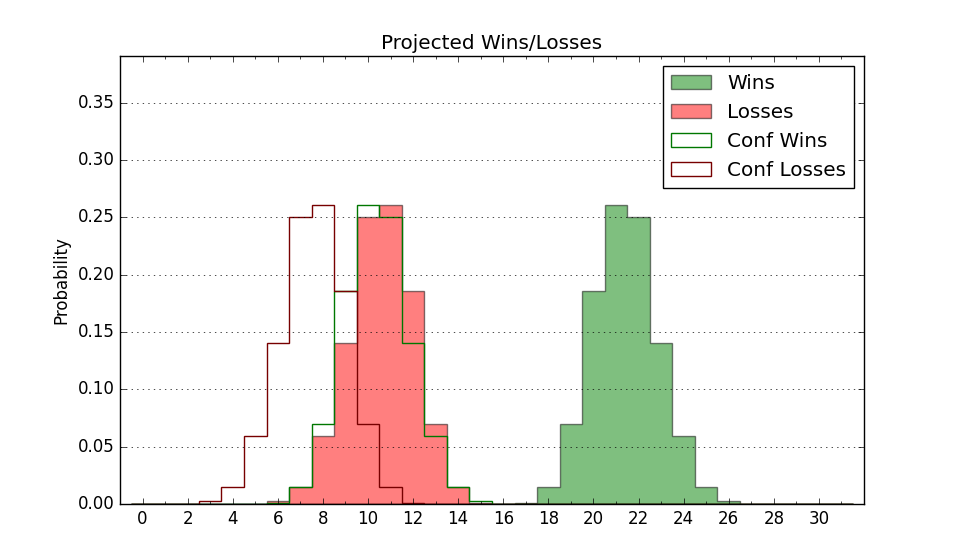 Projected Wins/Losses
Wins
Losses
Conf Wins
Conf Losses
Probability
0.35
0.30
0.25
0.20
0.15
0.10
0.05
0.00
0 2 4 6 8 10 12 14 16 18 20 22 24 26 28 30